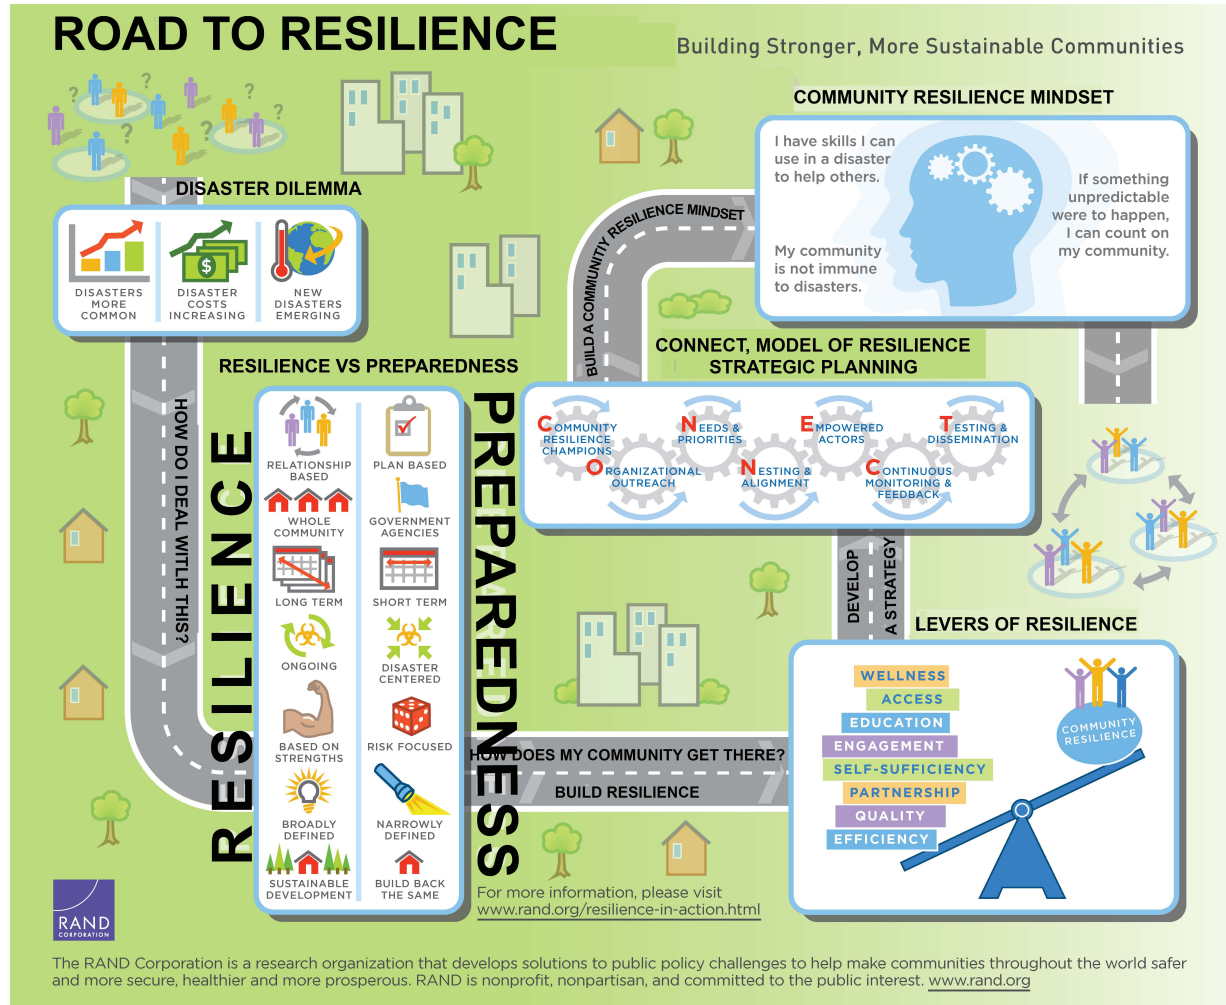 ROAD TO RESILIENCE
Building Stronger, More Sustainable Communities
?
?
?
?
?
?
DISASTER DILEMMA
DISASTERS
MORE
COMMON
$
DISASTER
COSTS
INCREASING
NEW
DISASTERS
EMERGING
HOW DO I DEAL WITLH THIS?
RESILIENCE VS PREPAREDNESS
RESILIENCE
PREPAREDNESS
RELATIONSHIP
BASED
PLAN BASED
WHOLE
COMMUNITY
GOVERNMENT
AGENCIES
LONG TERM
SHORT TERM
ONGOING
DISASTER
CENTERED
BASED ON
STRENGTHS
RISK FOCUSED
BROADLY
DEFINED
NARROWLY
DEFINED
SUSTAINABLE
DEVELOPMENT
BUILD BACK
THE SAME
HOW DOES MY COMMUNITY GET THERE?
BUILD RESILIENCE
LEVERS OF RESILIENCE
WELLNESS
ACCESS
EDUCATION
ENGAGEMENT
SELF-SUFFICIENCY
PARTNERSHIP
QUALITY
EFFICIENCY
COMMUNITY
RESILIENCE
DEVELOP
A STRATEGY
CONNECT, MODEL OF RESILIENCE
STRATEGIC PLANNING
COMMUNITY
RESILIENCE
CHAMPIONS
ORGANIZATIONAL
OUTREACH
NEEDS &
PRIORITIES
NESTING &
ALIGNMENT
EMPOWERED
ACTORS
CONTINUOUS
MONITORING &
FEEDBACK
TESTING &
DISSEMINATION
BUILD A COMMUNITIY RESILIENCE MINDSET
COMMUNITY RESILIENCE MINDSET
I have skills I can
use in a disaster
to help others.
My community
is not immune
to disasters.
If something
unpredictable
were to happen,
I can count on
my community.
For more information, please visit
www.rand.org/resilience-in-action.html
RAND
CORPORATION
The RAND Corporation is a research organization that develops solutions to public policy challenges to help make communities throughout the world safer
and more secure, healthier and more prosperous. RAND is nonprofit, nonpartisan, and committed to the public interest. www.rand.org